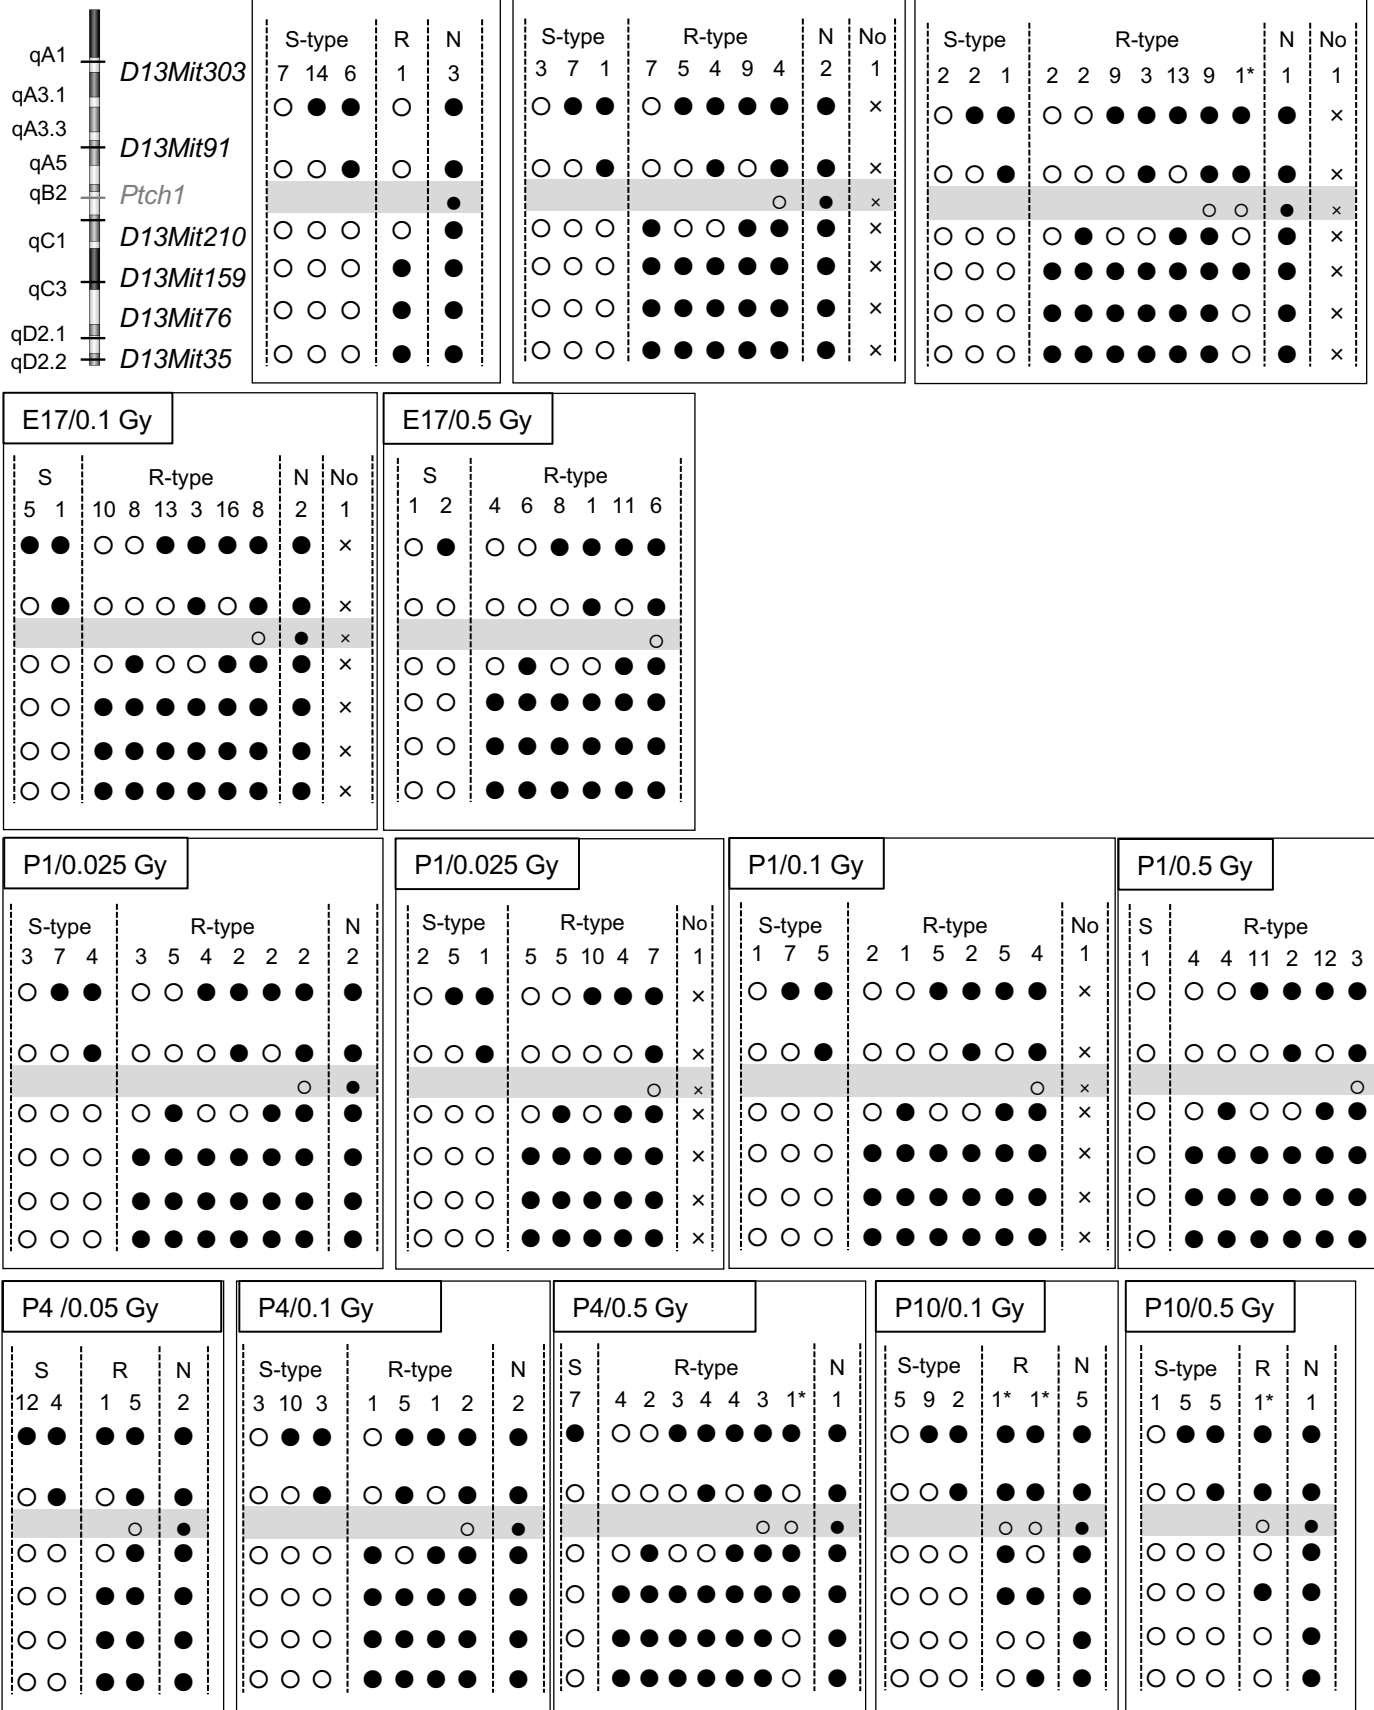 qA1
qA3.1
qA3.3
qA5
qB2
qC1
qC3
qD2.1
qD2.2
D13Mit303
D13Mit91
Ptch1
D13Mit210
D13Mit159
D13Mit76
D13Mit35
S-type R N
7 14 6 1 3
S-type R-type N No
3 7 1 7 5 4 9 4 2 1
S-type R-type N No
2 2 1 2 2 9 3 13 9 1* 1 1
E17/0.1 Gy
S R-type N No
5 1 10 8 13 3 16 8 2 1
E17/0.5 Gy
S R-type
1 2 4 6 8 1 11 6
P1/0.025 Gy
S-type R-type N
3 7 4 3 5 4 2 2 2 2
P1/0.025 Gy
S-type R-type No
2 5 1 5 5 10 4 7 1
P1/0.1 Gy
S-type R-type No
1 7 5 2 1 5 2 5 4 1
P1/0.5 Gy
S R-type
1 4 4 11 2 12 3
P4 /0.05 Gy
S R N
12 4 1 5 2
P4/0.1 Gy
S-type R-type N
3 10 3 1 5 1 2 2
P4/0.5 Gy
S R-type N
7 4 2 3 4 4 3 1* 1
P10/0.1 Gy
S-type R N
5 9 2 1* 1* 5
P10/0.5 Gy
S-type R N
1 5 5 1* 1